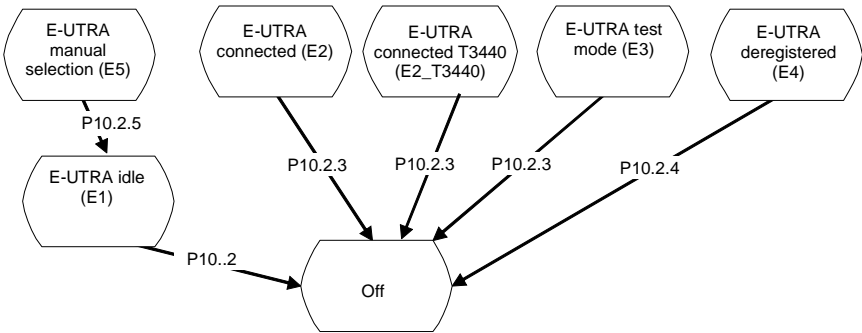 E-UTRA
manual
selection (E5)
E-UTRA
connected (E2)
E-UTRA
connected T3440
(E2_T3440)
E-UTRA test
mode (E3)
E-UTRA
deregistered
(E4)
P10.2.5
E-UTRA idle
(E1)
P10.2.3
P10.2.3
P10.2.3
P10.2.4
P10..2
Off